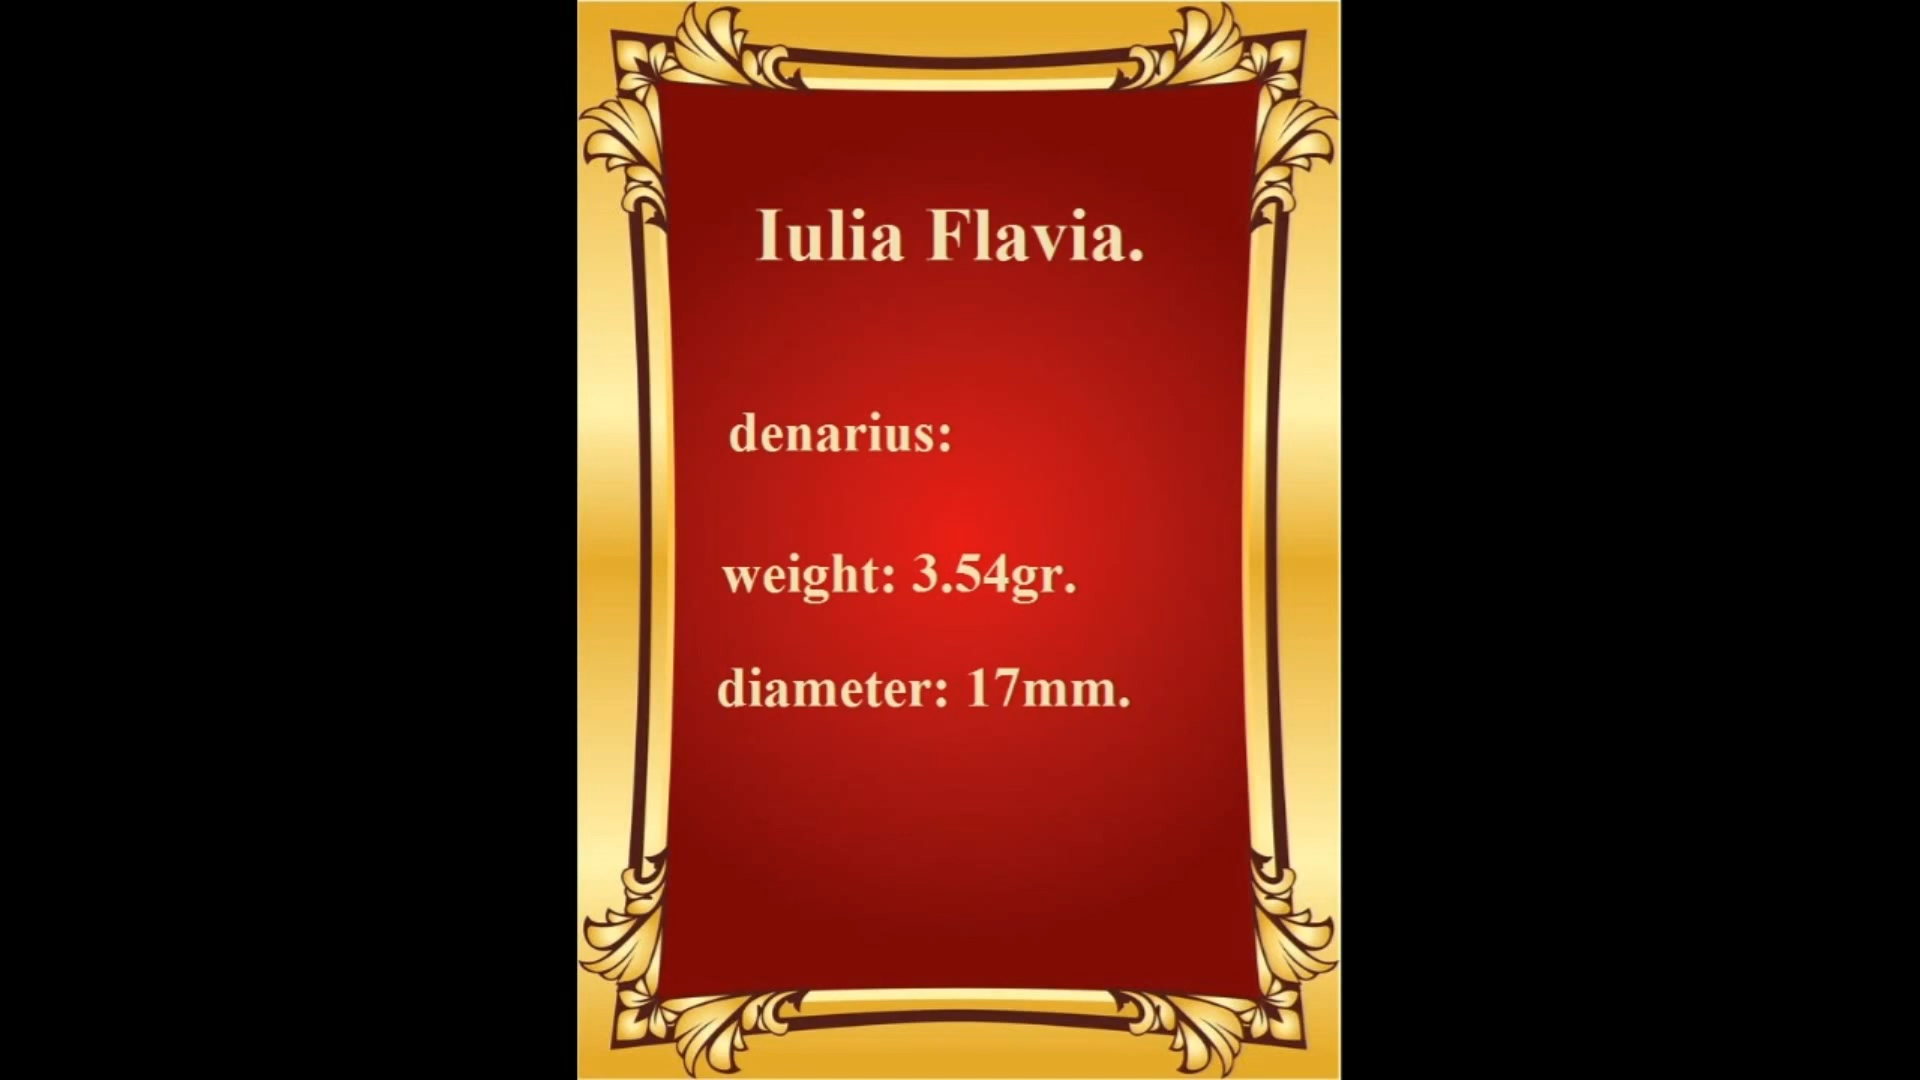 Iulia Flavia.
denarius:
weight: 3.54gr.
diameter: 17mm.